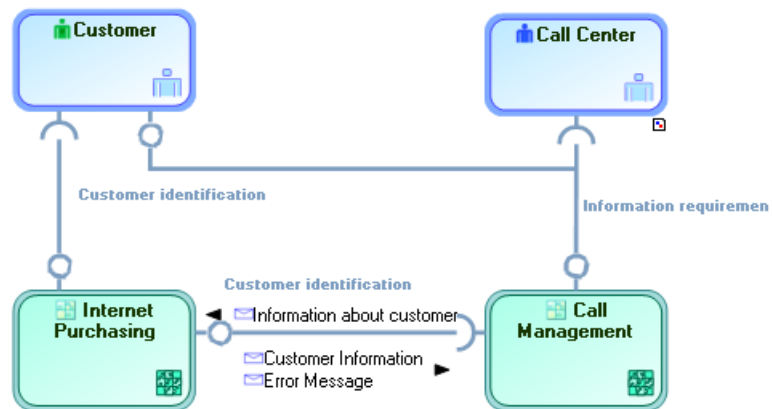 Customer
Call Center
Customer identification
Information requiremen
Customer identification
Internet
Purchasing
Information about customer
Call
Management
Customer Information
Error Message